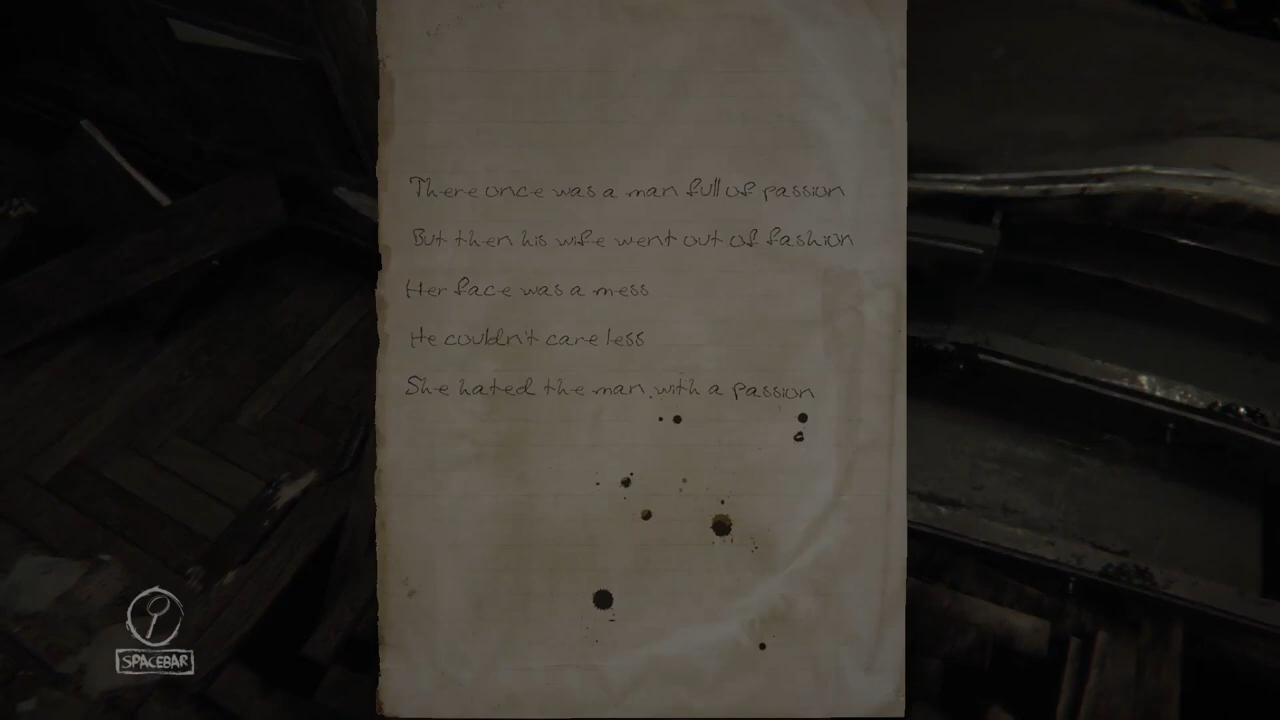 There once was a man full of passion
But then his wife went out of fashion
Her face was a mess
He couldn't care less
She hated the man, with a passion
SPACEBAR